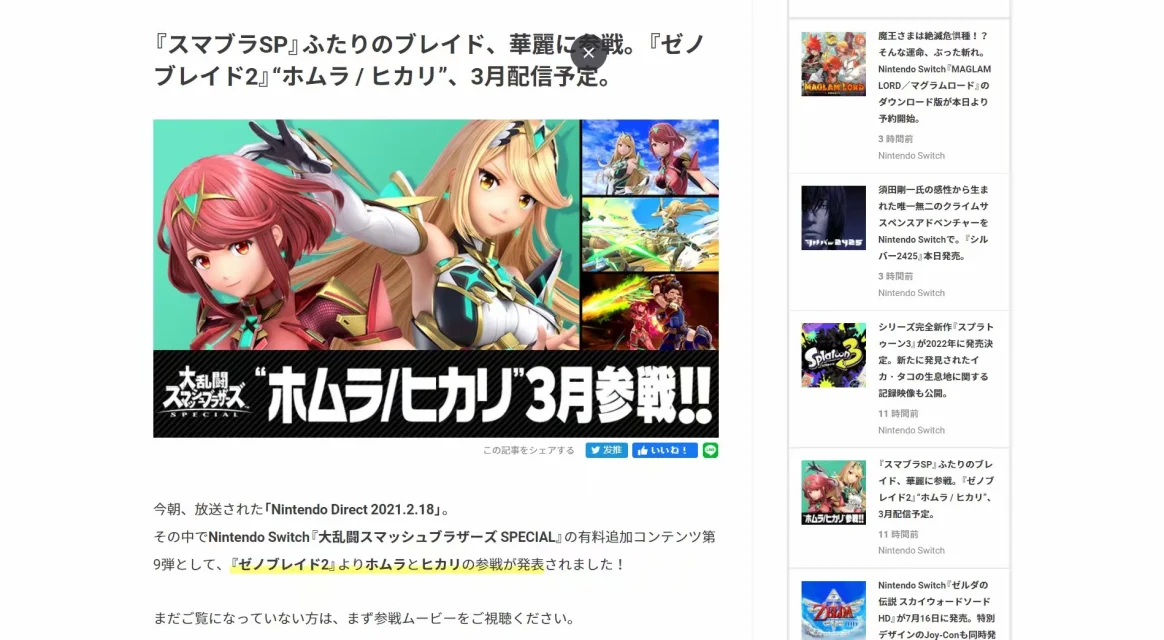 『スマブラSP』ふたりのブレイド、華麗に参戦。『ゼノ
ブレイド2』“ホムラ / ヒカリ”、3月配信予定。
大乱闘
スマッシュブラザーズ
SPECIAL
“ホムラ/ヒカリ”3月参戦!!
この記事をシェアする
发推
いいね！
今朝、放送された「Nintendo Direct 2021.2.18」。
その中でNintendo Switch『大乱闘スマッシュブラザーズ SPECIAL』の有料追加コンテンツ第
9弾として、『ゼノブレイド2』よりホムラとヒカリの参戦が発表されました！
まだご覧になっていない方は、まず参戦ムービーをご視聴ください。
MAGLAM LORD
魔王さまは絶滅危惧種！？
そんな運命、ぶった斬れ。
Nintendo Switch『MAGLAM
LORD／マグラムロード』の
ダウンロード版が本日より
予約開始。
3 時間前
Nintendo Switch
シルバー2425
須田剛一氏の感性から生ま
れた唯一無二のクライムサ
スペンスアドベンチャーを
Nintendo Switchで。『シル
バー2425』本日発売。
3 時間前
Nintendo Switch
Splatoon 3
シリーズ完全新作『スプラト
ゥーン3』が2022年に発売決
定。新たに発見されたイ
カ・タコの生息地に関する
記録映像も公開。
11 時間前
Nintendo Switch
“ホムラ/ヒカリ”参戦!!
『スマブラSP』ふたりのブレ
イド、華麗に参戦。『ゼノブ
レイド2』“ホムラ / ヒカリ”、
3月配信予定。
11 時間前
Nintendo Switch
ZELDA
Nintendo Switch『ゼルダの
伝説 スカイウォードソード
HD』が7月16日に発売。特別
デザインのJoy-Conも同時発